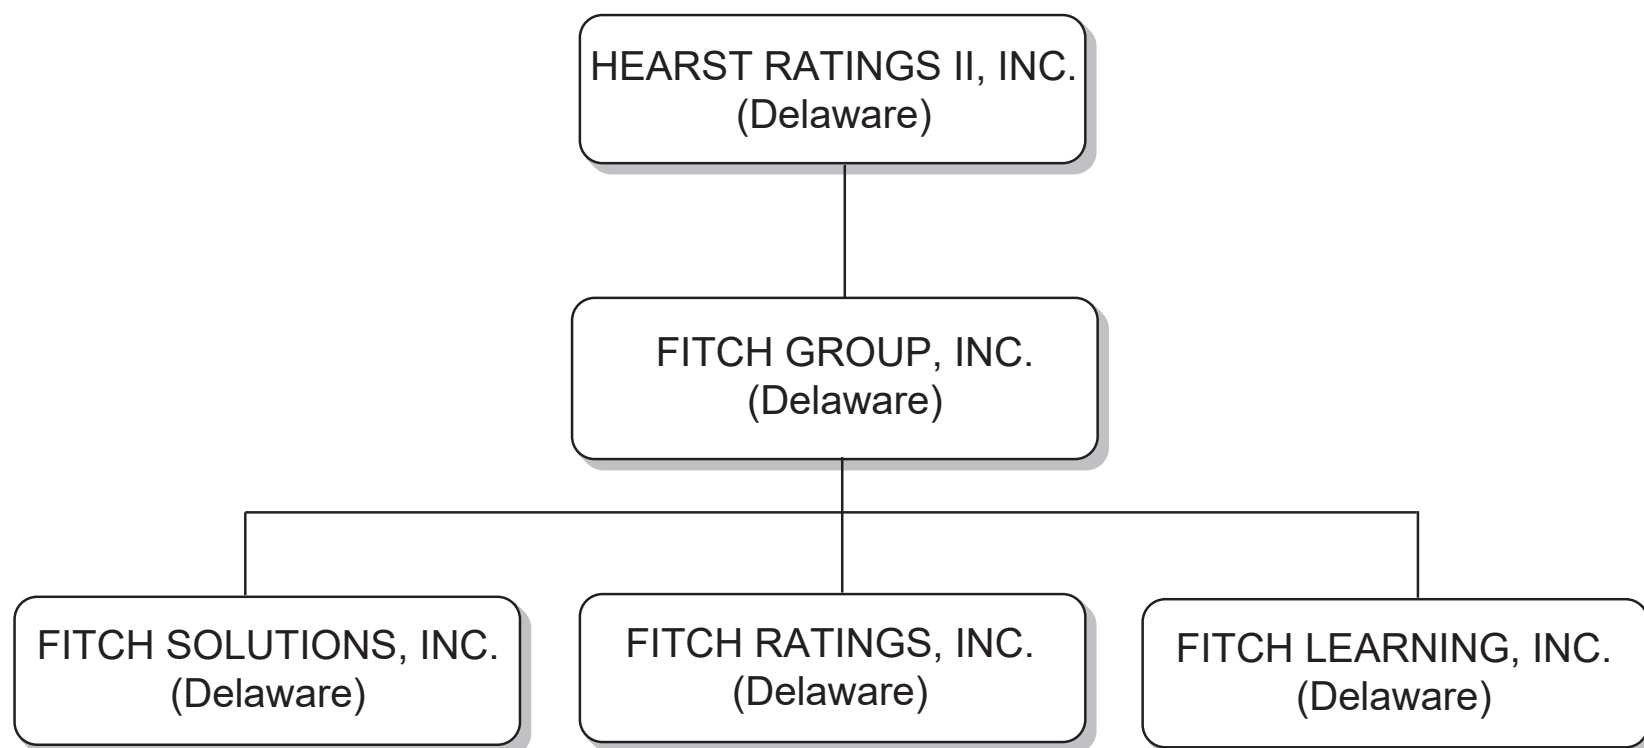 HEARST RATINGS II, INC.
(Delaware)
FITCH GROUP, INC.
(Delaware)
FITCH SOLUTIONS, INC.
(Delaware)
FITCH RATINGS, INC.
(Delaware)
FITCH LEARNING, INC.
(Delaware)